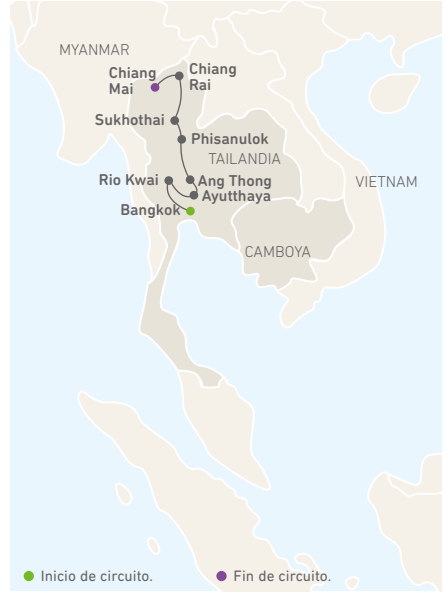 MYANMAR
Chiang
Mai
Chiang
Rai
Sukhothai
Phisanulok
TAILANDIA
Rio Kwai
Ang Thong
Ayutthaya
VIETNAM
Bangkok
CAMBOYA
Inicio de circuito.
Fin de circuito.